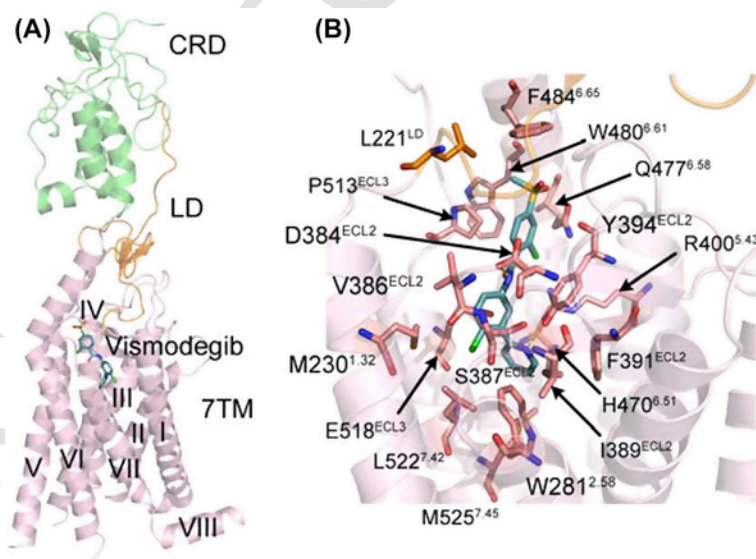 (A)
CRD
LD
IV
Vismodegib
III
7TM
II
I
V
VI
VII
VIII
(B)
F484^6.65
L221^LD
W480^6.61
P513^ECL3
Q477^6.58
D384^ECL2
Y394^ECL2
R400^5.43
V386^ECL2
M230^1.32
S387^ECL2
F391^ECL2
E518^ECL3
H470^6.51
L522^7.42
I389^ECL2
W281^2.58
M525^7.45